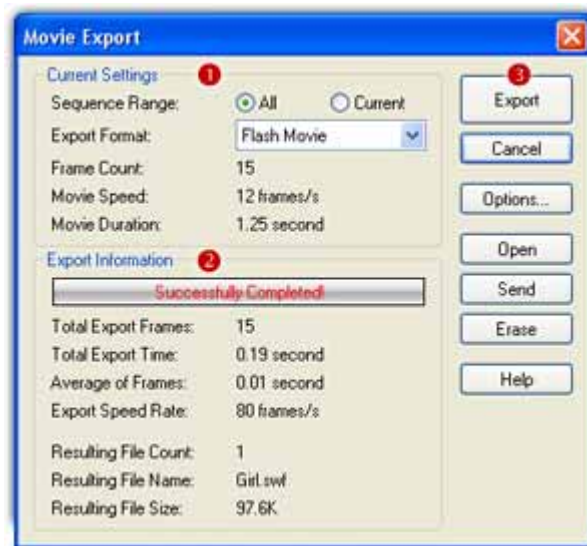 Movie Export
Current Settings 1
Sequence Range: All Current
Export Format: Flash Movie
Frame Count: 15
Movie Speed: 12 frames/s
Movie Duration: 1.25 second
Export Information 2
Successfully Completed!
Total Export Frames: 15
Total Export Time: 0.19 second
Average of Frames: 0.01 second
Export Speed Rate: 80 frames/s
Resulting File Count: 1
Resulting File Name: Girl.swf
Resulting File Size: 97.6K
3
Export
Cancel
Options...
Open
Send
Erase
Help